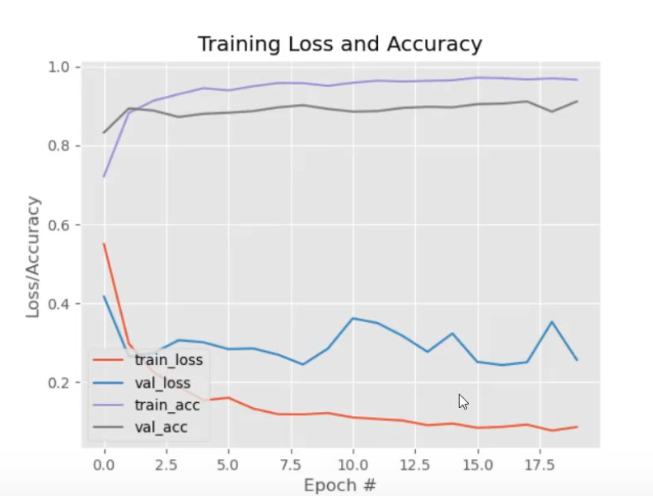 Training Loss and Accuracy
1.0
0.8
0.6
0.4
0.2
Loss/Accuracy
train_loss
val_loss
train_acc
val_acc
0.0 2.5 5.0 7.5 10.0 12.5 15.0 17.5
Epoch #